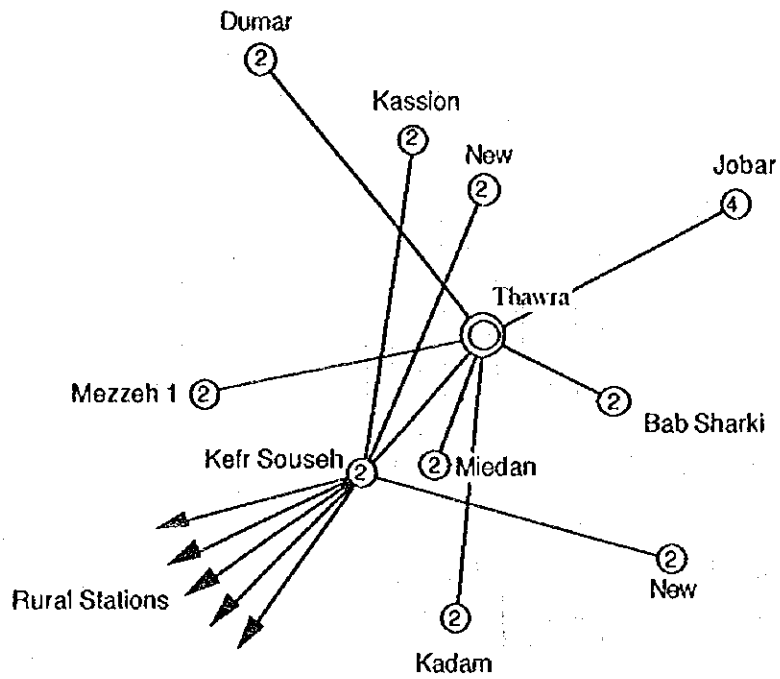 Dumar
2
Kassion
2
New
2
Jobar
4
Thawra
Mezzeh 1
2
2
Bab Sharki
Kefr Souseh
2
2
Miedan
Rural Stations
2
New
2
Kadam